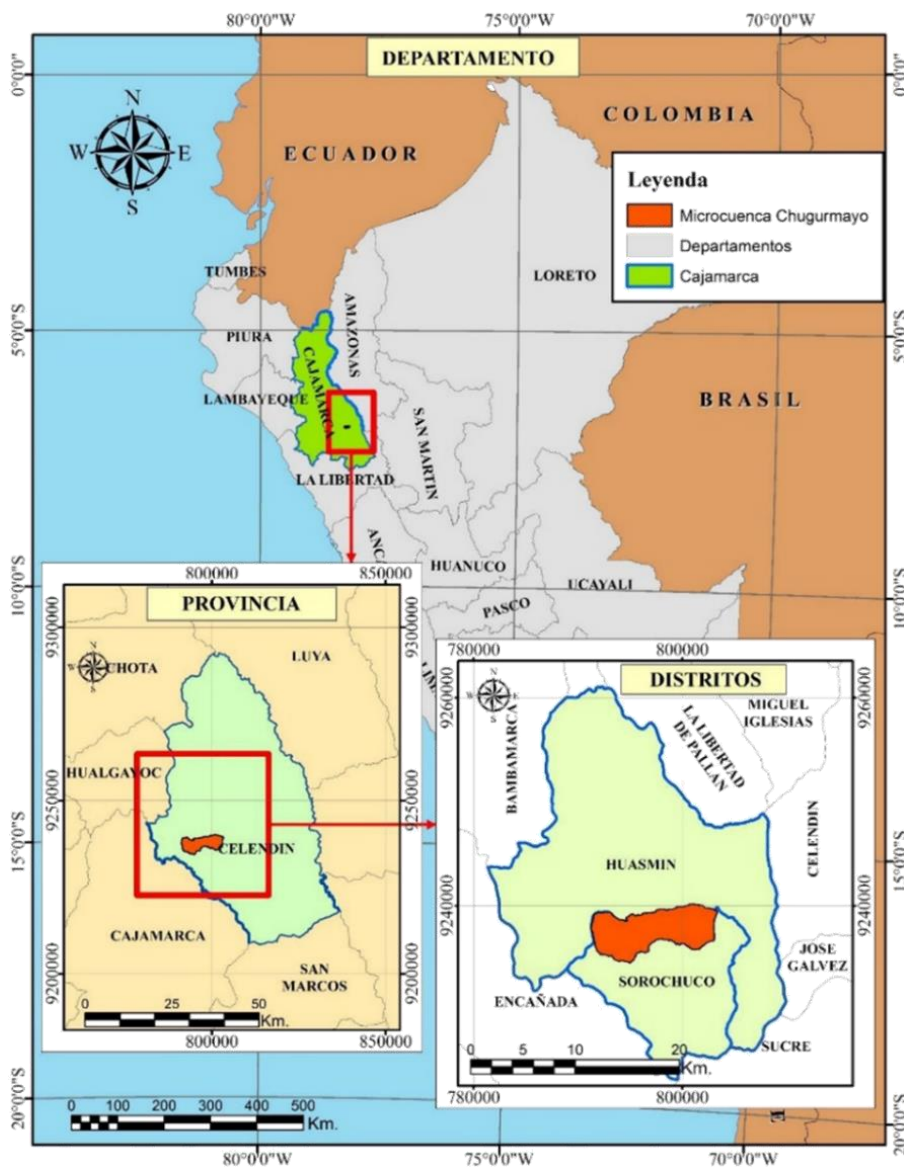 80°0'0"W 75°0'0"W 70°0'0"W
DEPARTAMENTO
0°0'0" 0°0'0"
COLOMBIA
N
W E
S
ECUADOR
Leyenda
Microcuenca Chugurmayo
Departamentos
Cajamarca
TUMBES
LORETO
AMAZONAS
5°0'0"S 5°0'0"S
PIURA
CAJAMARCA
LAMBAYEQUE
BRASIL
SAN MARTIN
LA LIBERTAD
ANCA
HUANUCO
UCAYALI
10°0'0"S 10°0'0"S
PASCO
LIM
800000 850000
PROVINCIA
9300000 9300000
N
W E
S
CHOTA
LUYA
HUALGAYOC
9250000 9250000
CELENDIN
15°0'0"S 15°0'0"S
CAJAMARCA
9200000 9200000
SAN
MARCOS
0 25 50
Km.
800000 850000
780000 800000
DISTRITOS
N
W E
S
9260000 9260000
MIGUEL
IGLESIAS
LA LIBERTAD
DE PALLAN
BAMBAMARCA
CELENDIN
HUASMIN
9240000 9240000
JOSE
GALVEZ
SOROCHUCO
ENCAÑADA
SUCRE
0 5 10 20
Km.
780000 800000
20°0'0"S 20°0'0"S
0 100 200 300 400 500
Km.
80°0'0"W 75°0'0"W 70°0'0"W